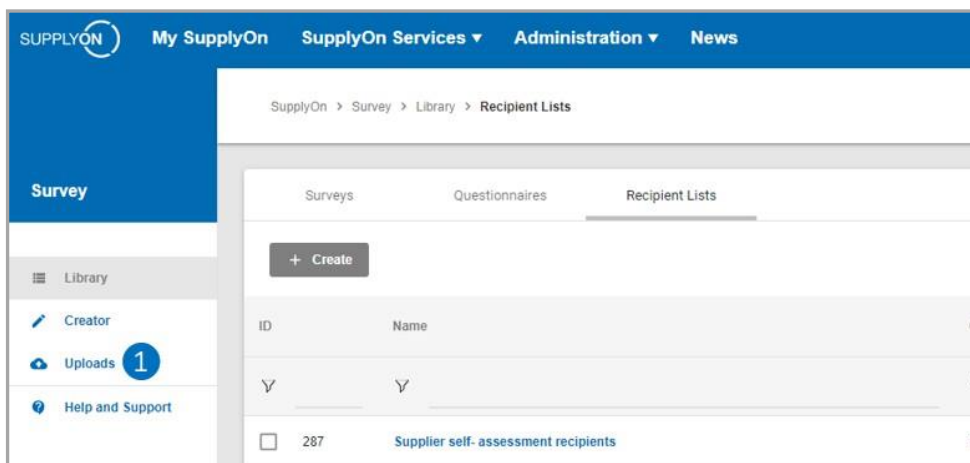 SUPPLYON My SupplyOn SupplyOn Services ▾ Administration ▾ News
SupplyOn > Survey > Library > Recipient Lists
Survey
Surveys Questionnaires Recipient Lists
+ Create
Library
Creator
Uploads 1
Help and Support
ID Name
287 Supplier self- assessment recipients